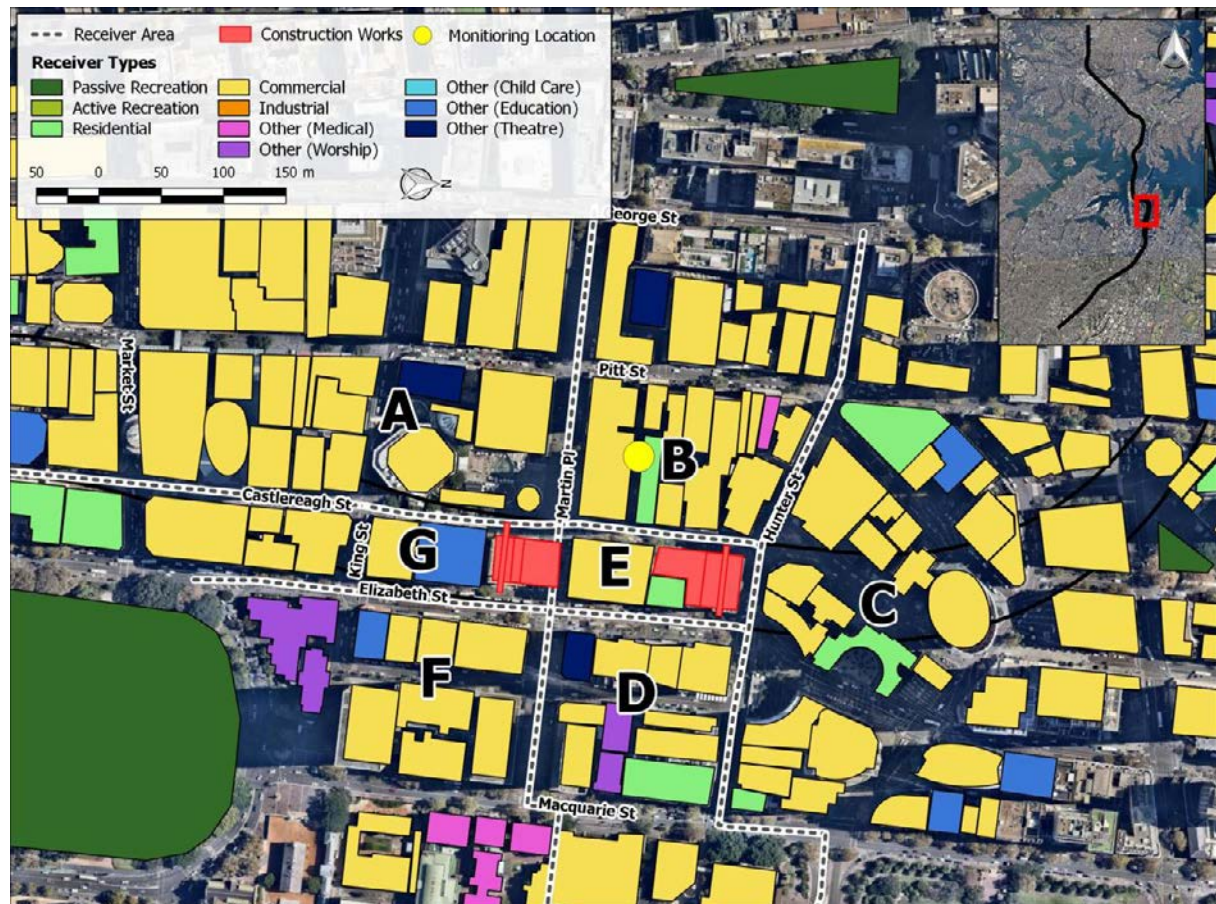 Receiver Area
Construction Works
Monitoring Location
Receiver Types
Passive Recreation
Commercial
Other (Child Care)
Active Recreation
Industrial
Other (Education)
Residential
Other (Medical)
Other (Theatre)
Other (Worship)
50 0 50 100 150 m
N
George St
Pitt St
Market St
A
B
Martin Pl
Hunter St
Castlereagh St
King St
G
E
Elizabeth St
C
F
D
Macquarie St